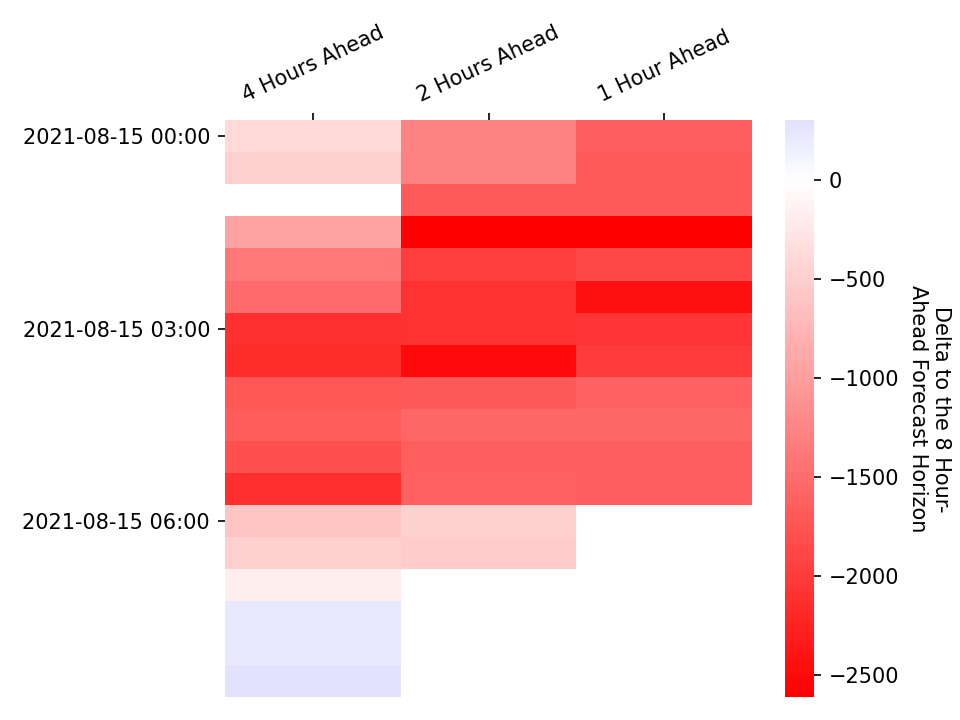 4 Hours Ahead
2 Hours Ahead
1 Hour Ahead
2021-08-15 00:00
2021-08-15 03:00
2021-08-15 06:00
0
−500
−1000
−1500
−2000
−2500
Delta to the 8 Hour-
Ahead Forecast Horizon